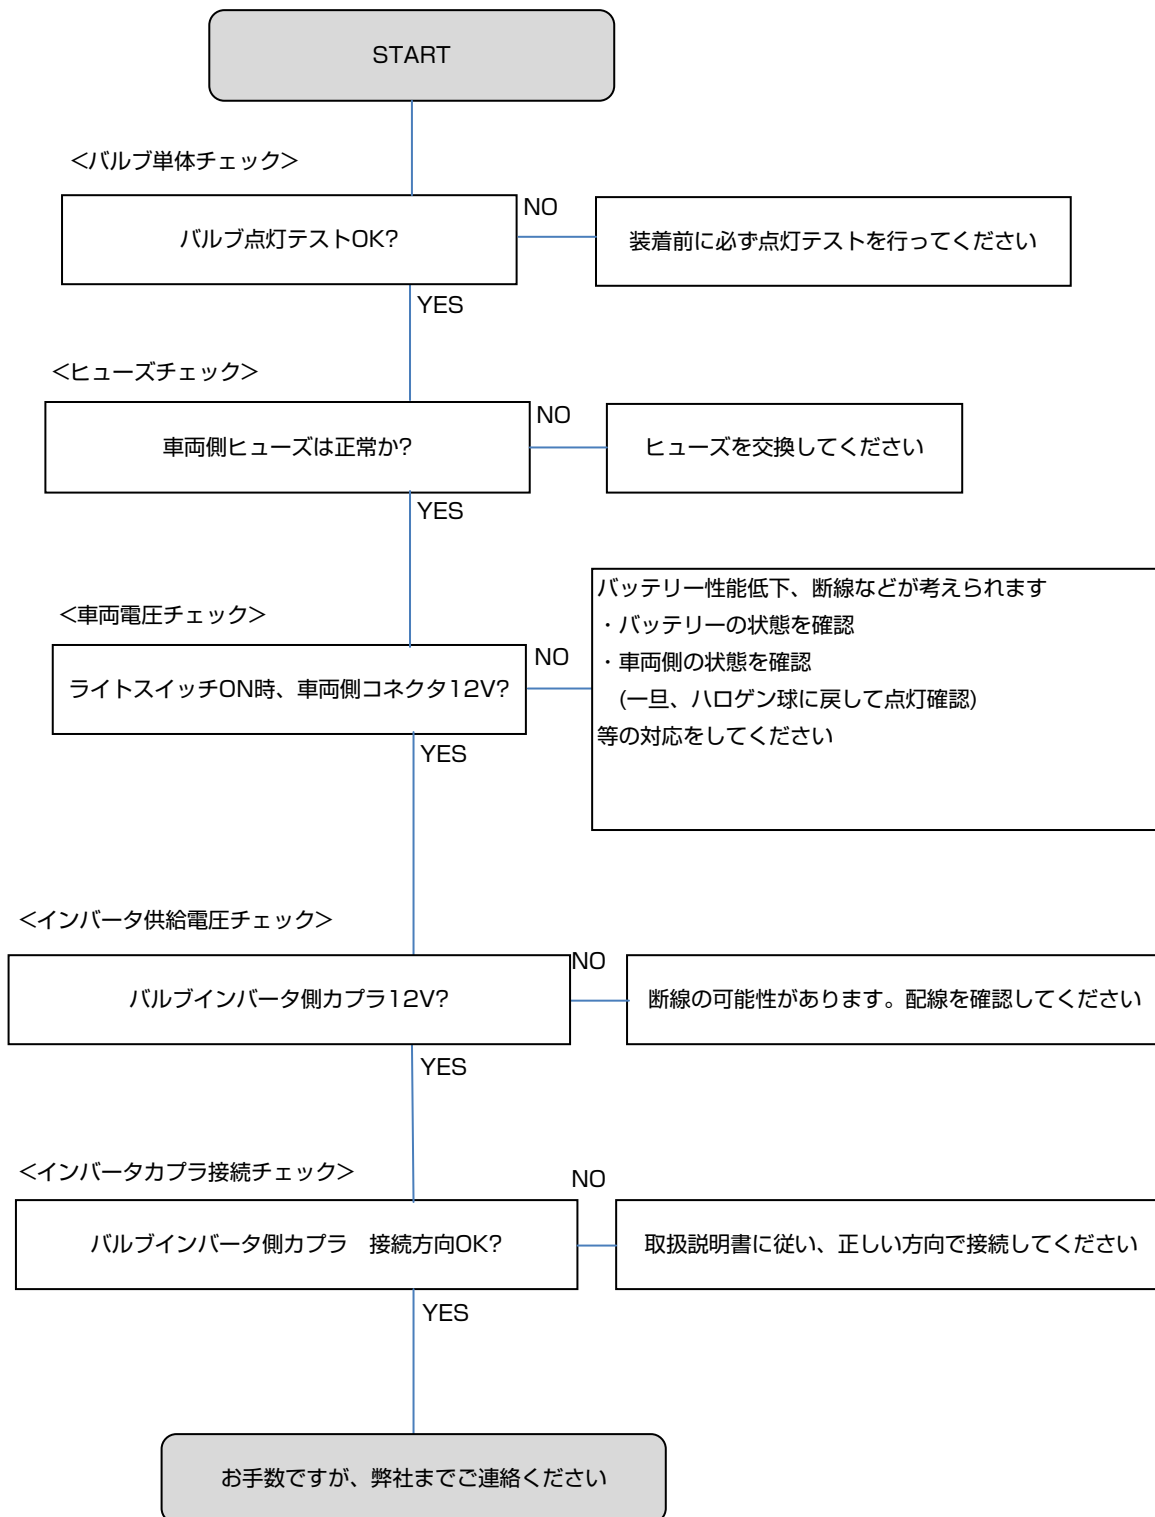 START
<バルブ単体チェック>
バルブ点灯テストOK?
NO
装着前に必ず点灯テストを行ってください
YES
<ヒューズチェック>
車両側ヒューズは正常か?
NO
ヒューズを交換してください
YES
<車両電圧チェック>
ライトスイッチON時、車両側コネクタ12V?
NO
バッテリー性能低下、断線などが考えられます
・バッテリーの状態を確認
・車両側の状態を確認
(一旦、ハロゲン球に戻して点灯確認)
等の対応をしてください
YES
<インバータ供給電圧チェック>
バルブインバータ側カプラ12V?
NO
断線の可能性があります。配線を確認してください
YES
<インバータカプラ接続チェック>
バルブインバータ側カプラ　接続方向OK?
NO
取扱説明書に従い、正しい方向で接続してください
YES
お手数ですが、弊社までご連絡ください